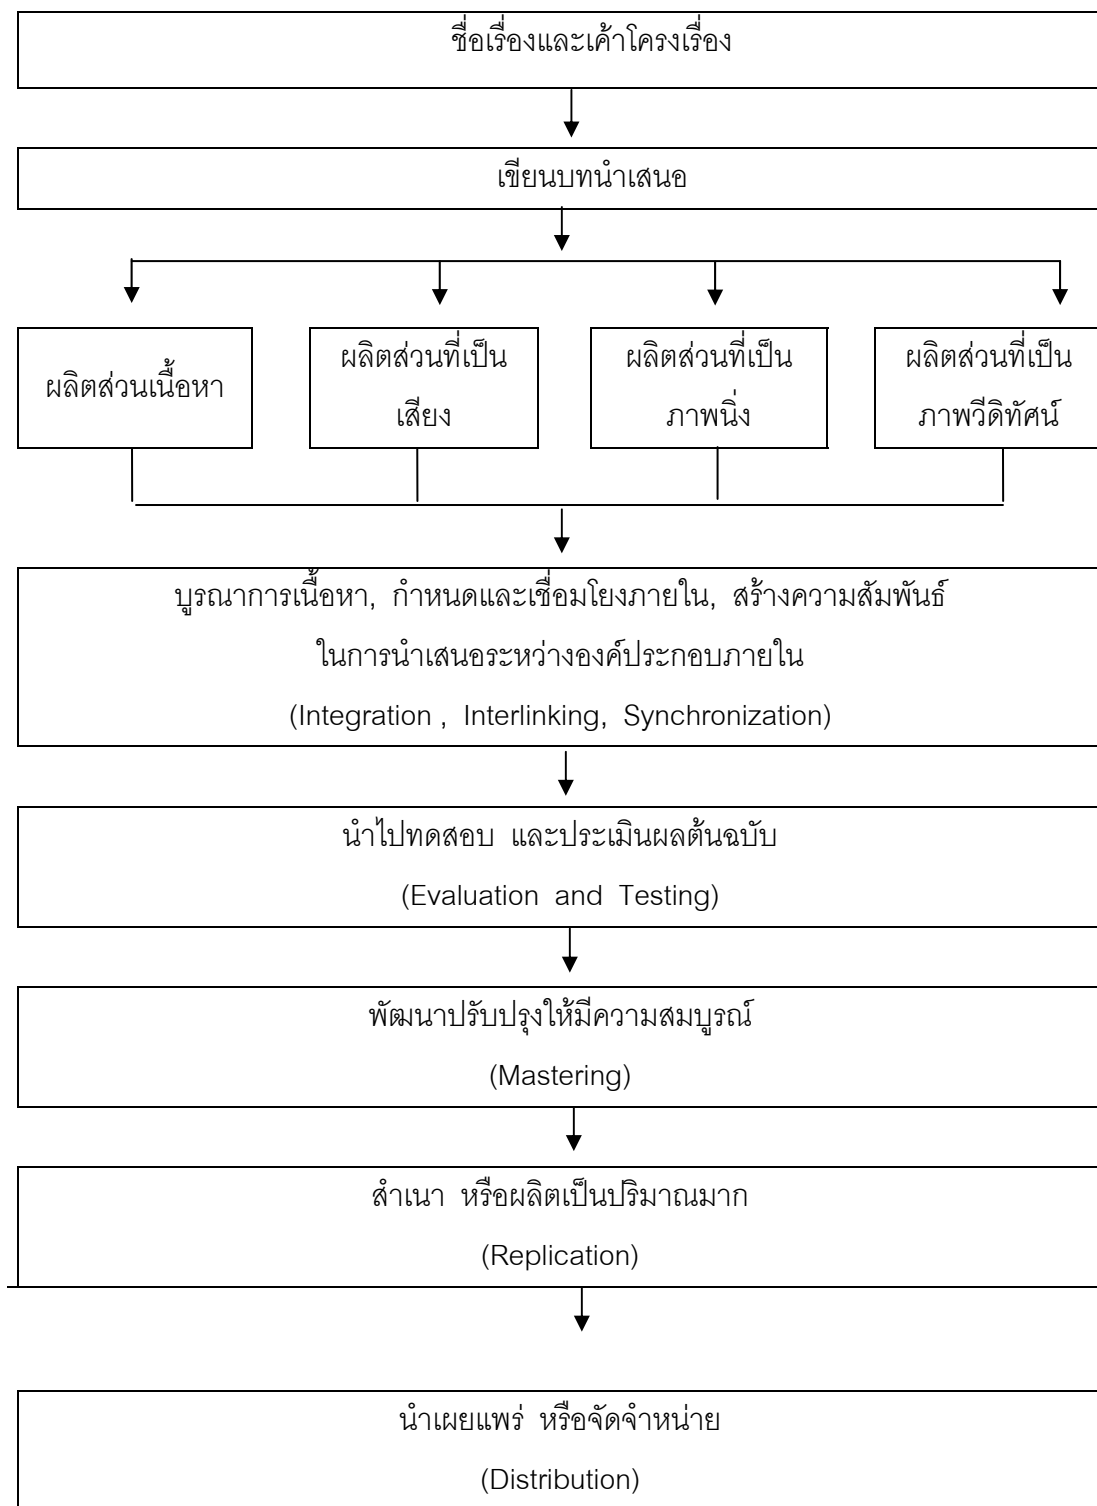 ชื่อเรื่องและเค้าโครงเรื่อง
เขียนบทนำเสนอ
ผลิตส่วนเนื้อหา
ผลิตส่วนที่เป็น
เสียง
ผลิตส่วนที่เป็น
ภาพนิ่ง
ผลิตส่วนที่เป็น
ภาพวีดิทัศน์
บูรณาการเนื้อหา, กำหนดและเชื่อมโยงภายใน, สร้างความสัมพันธ์
ในการนำเสนอระหว่างองค์ประกอบภายใน
(Integration , Interlinking, Synchronization)
นำไปทดสอบ และประเมินผลต้นฉบับ
(Evaluation and Testing)
พัฒนาปรับปรุงให้มีความสมบูรณ์
(Mastering)
สำเนา หรือผลิตเป็นปริมาณมาก
(Replication)
นำเผยแพร่ หรือจัดจำหน่าย
(Distribution)